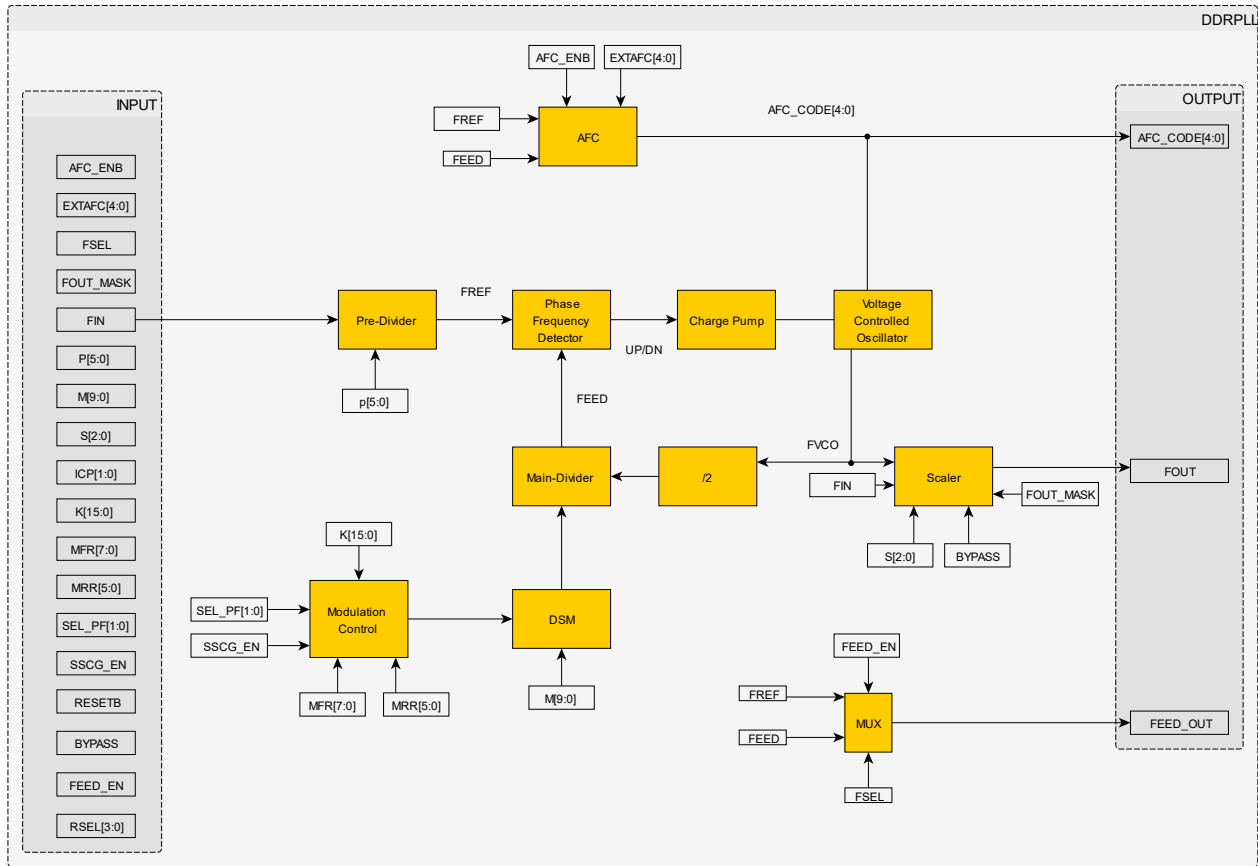 DDRPLL
INPUT
AFC_ENB
EXTAFC[4:0]
FSEL
FOUT_MASK
FIN
P[5:0]
M[9:0]
S[2:0]
ICP[1:0]
K[15:0]
MFR[7:0]
MRR[5:0]
SEL_PF[1:0]
SSCG_EN
RESETB
BYPASS
FEED_EN
RSEL[3:0]
AFC_ENB
EXTAFC[4:0]
FREF
FEED
AFC
AFC_CODE[4:0]
Pre-Divider
p[5:0]
FREF
Phase
Frequency
Detector
UP/DN
Charge Pump
Voltage
Controlled
Oscillator
FEED
FVCO
Main-Divider
/2
FIN
Scaler
FOUT_MASK
S[2:0]
BYPASS
K[15:0]
SEL_PF[1:0]
SSCG_EN
Modulation
Control
MFR[7:0]
MRR[5:0]
DSM
M[9:0]
FEED_EN
FREF
FEED
MUX
FSEL
OUTPUT
AFC_CODE[4:0]
FOUT
FEED_OUT